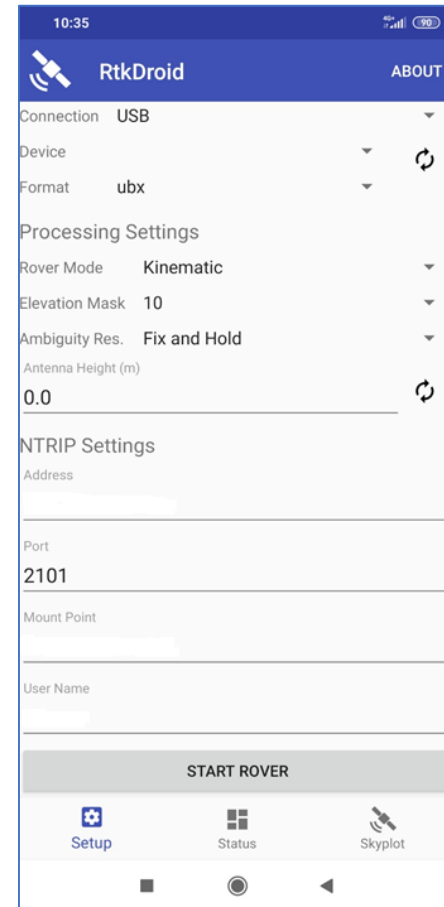 10:35 4G+ 90
RtkDroid ABOUT
Connection USB
Device
Format ubx
Processing Settings
Rover Mode Kinematic
Elevation Mask 10
Ambiguity Res. Fix and Hold
Antenna Height (m)
0.0
NTRIP Settings
Address
Port
2101
Mount Point
User Name
START ROVER
Setup Status Skyplot